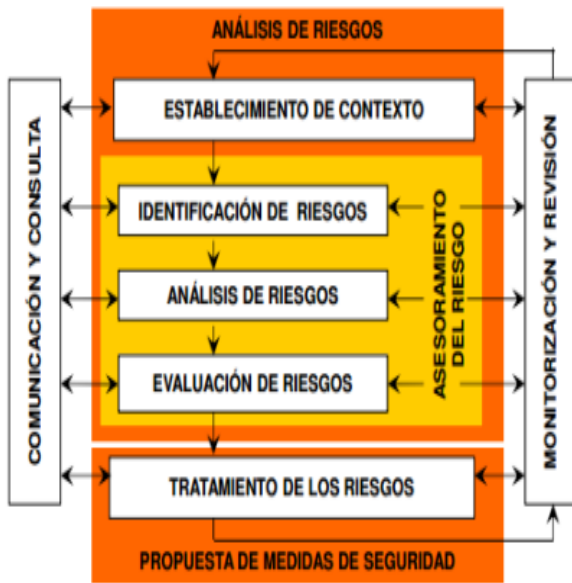 ANÁLISIS DE RIESGOS
ESTABLECIMIENTO DE CONTEXTO
COMUNICACIÓN Y CONSULTA
IDENTIFICACIÓN DE RIESGOS
ANÁLISIS DE RIESGOS
EVALUACIÓN DE RIESGOS
ASESORAMIENTO
DEL RIESGO
MONITORIZACIÓN Y REVISIÓN
TRATAMIENTO DE LOS RIESGOS
PROPUESTA DE MEDIDAS DE SEGURIDAD